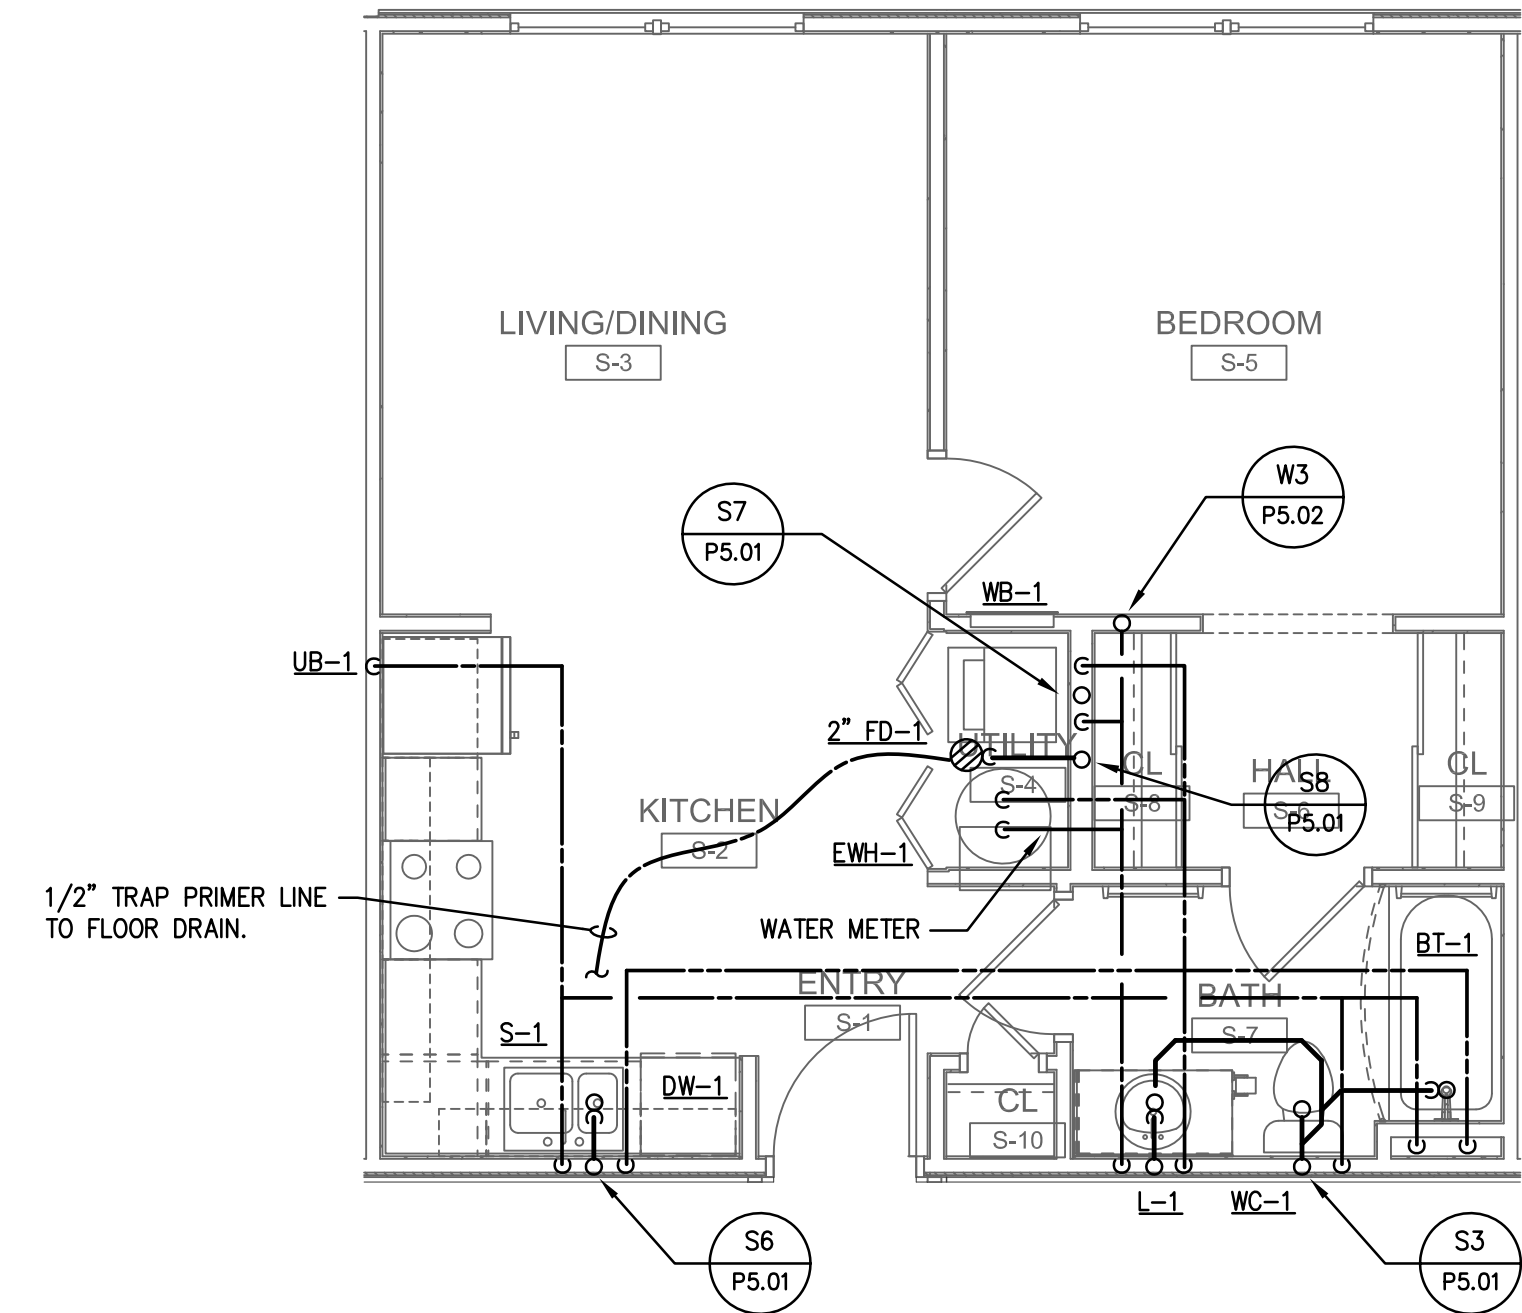 LIVING/DINING
S-3
BEDROOM
S-5
W3
P5.02
S7
P5.01
WB-1
UB-1
2” FD-1
UTILITY
S-4
CL
S-8
HALL
S-6
S8
P5.01
CL
S-9
KITCHEN
S-2
EWH-1
1/2” TRAP PRIMER LINE
TO FLOOR DRAIN.
WATER METER
BT-1
ENTRY
S-1
BATH
S-7
S-1
DW-1
CL
S-10
L-1
WC-1
S6
P5.01
S3
P5.01